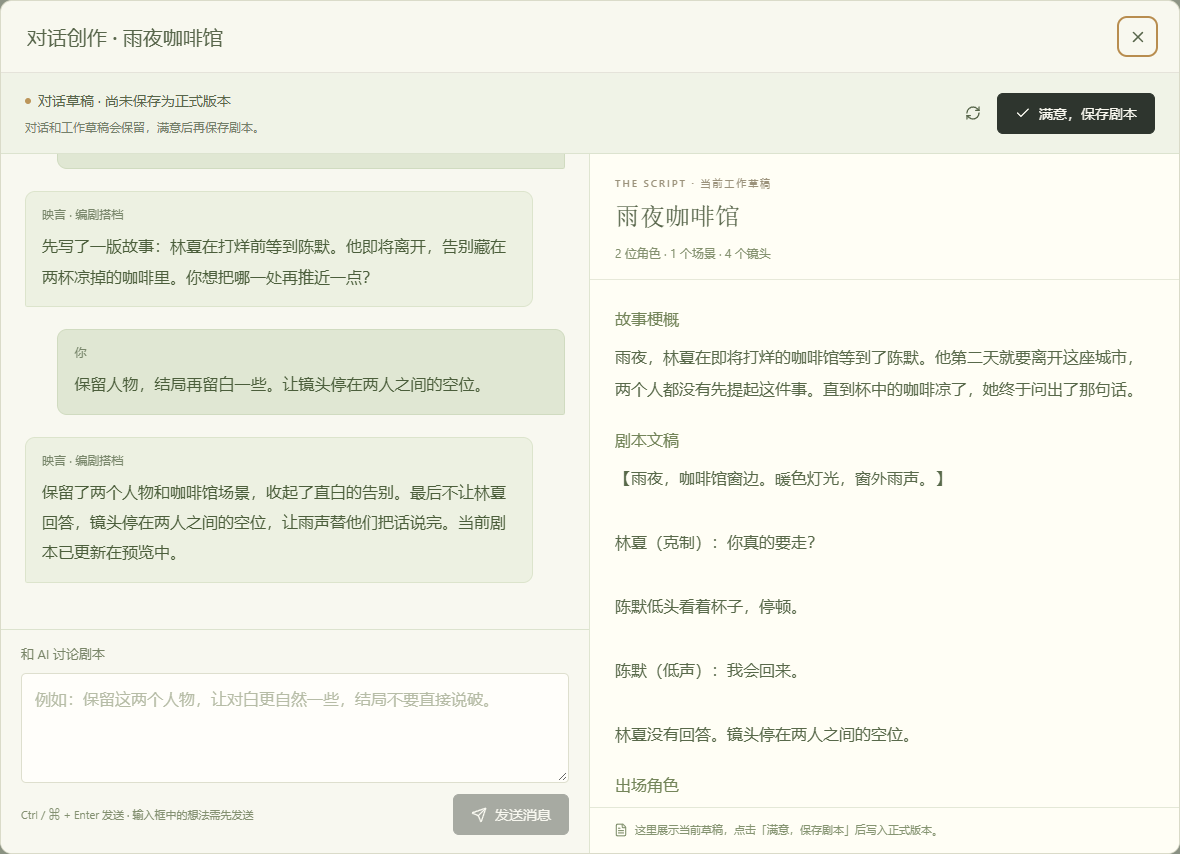 对话创作 · 雨夜咖啡馆
对话草稿 · 尚未保存为正式版本
对话和工作草稿会保留，满意后再保存剧本。
满意，保存剧本
映言 · 编剧搭档
先写了一版故事：林夏在打烊前等到陈默。他即将离开，告别藏在
两杯凉掉的咖啡里。你想把哪一处再推近一点？
你
保留人物，结局再留白一些。让镜头停在两人之间的空位。
映言 · 编剧搭档
保留了两个人物和咖啡馆场景，收起了直白的告别。最后不让林夏
回答，镜头停在两人之间的空位，让雨声替他们把话说完。当前剧
本已更新在预览中。
和 AI 讨论剧本
例如：保留这两个人物，让对白更自然一些，结局不要直接说破。
Ctrl / ⌘ + Enter 发送 · 输入框中的想法需先发送
发送消息
THE SCRIPT · 当前工作草稿
雨夜咖啡馆
2 位角色 · 1 个场景 · 4 个镜头
故事梗概
雨夜，林夏在即将打烊的咖啡馆等到了陈默。他第二天就要离开这座城市，
两个人都没有先提起这件事。直到杯中的咖啡凉了，她终于问出了那句话。
剧本文稿
【雨夜，咖啡馆窗边。暖色灯光，窗外雨声。】
林夏（克制）：你真的要走？
陈默低头看着杯子，停顿。
陈默（低声）：我会回来。
林夏没有回答。镜头停在两人之间的空位。
出场角色
这里展示当前草稿，点击「满意，保存剧本」后写入正式版本。